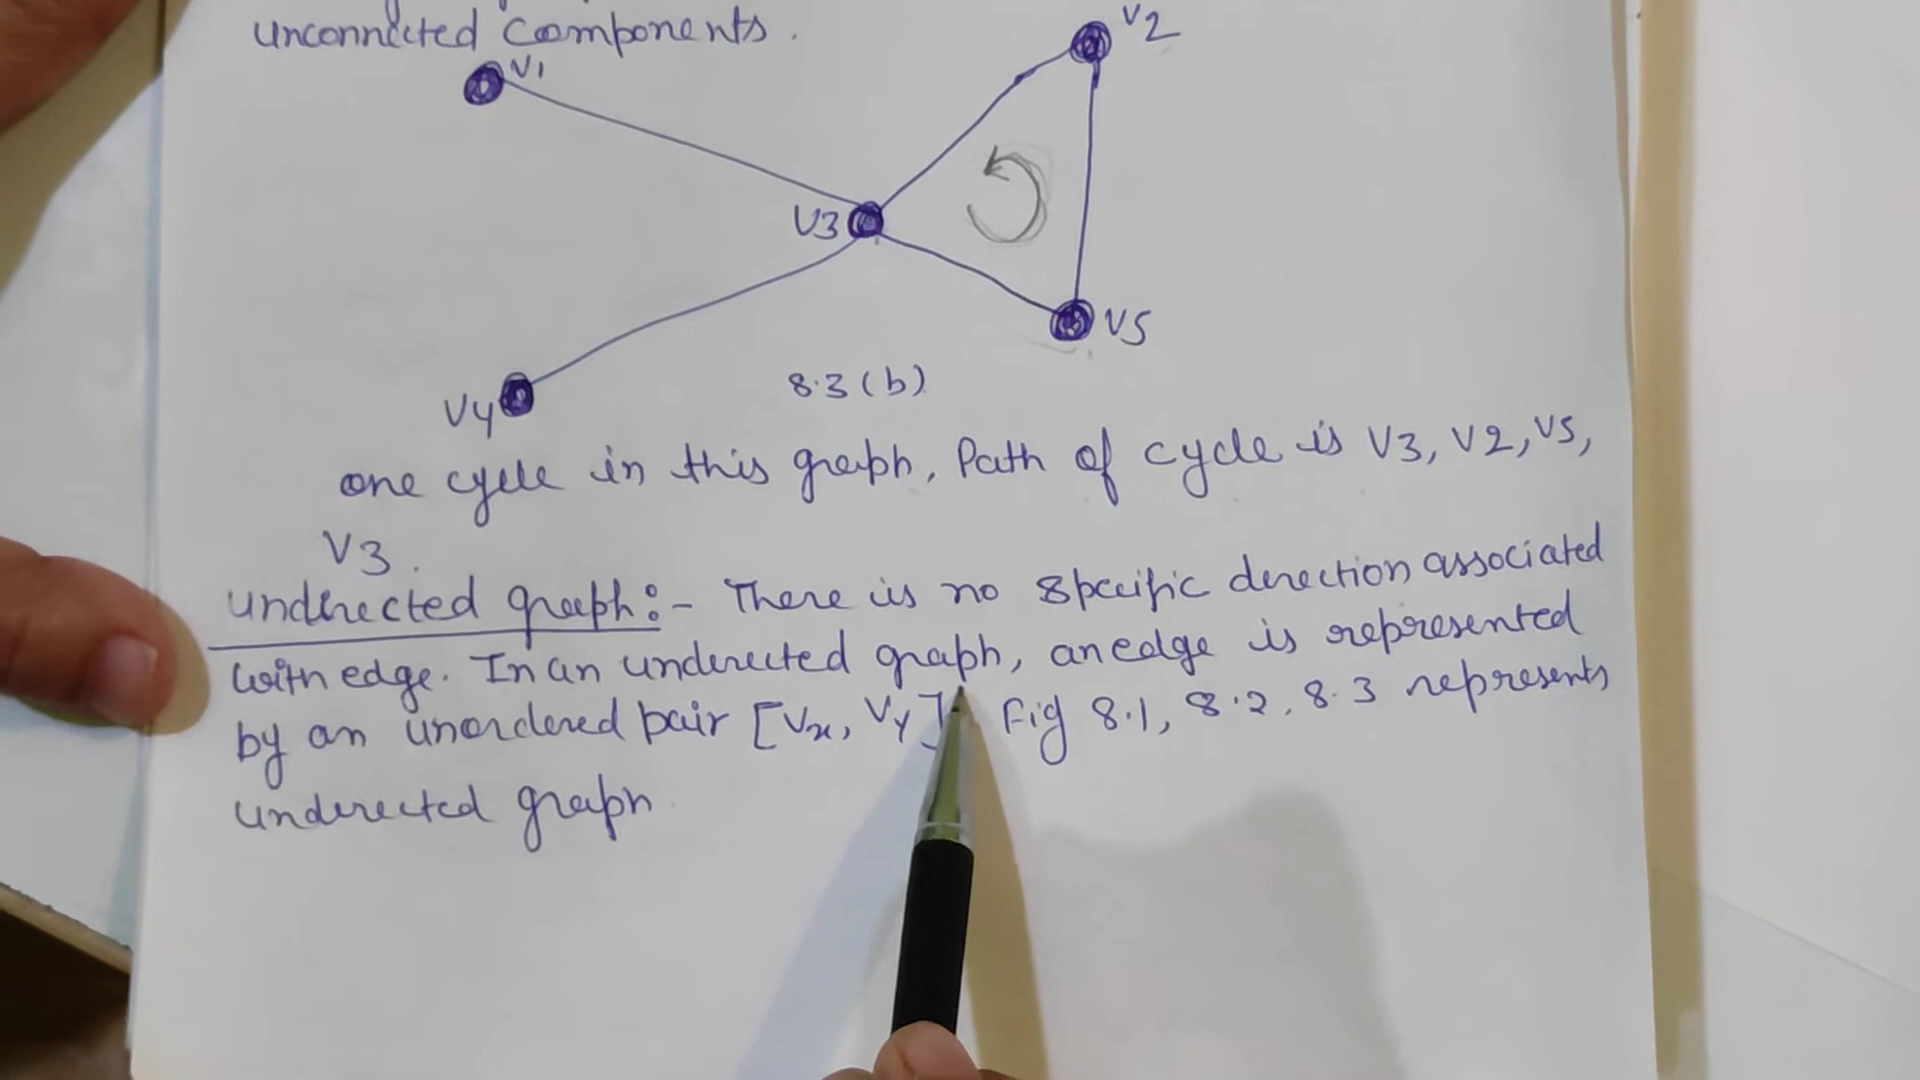 unconnected components.
V1
V2
V3
V5
V4
8.3 (b)
one cycle in this graph, Path of cycle is V3, V2, V5,
V3.
undirected graph:- There is no specific direction associated
with edge. In an undirected graph, an edge is represented
by an unordered pair [Vx, Vy]. Fig 8.1, 8.2, 8.3 represents
undirected graph